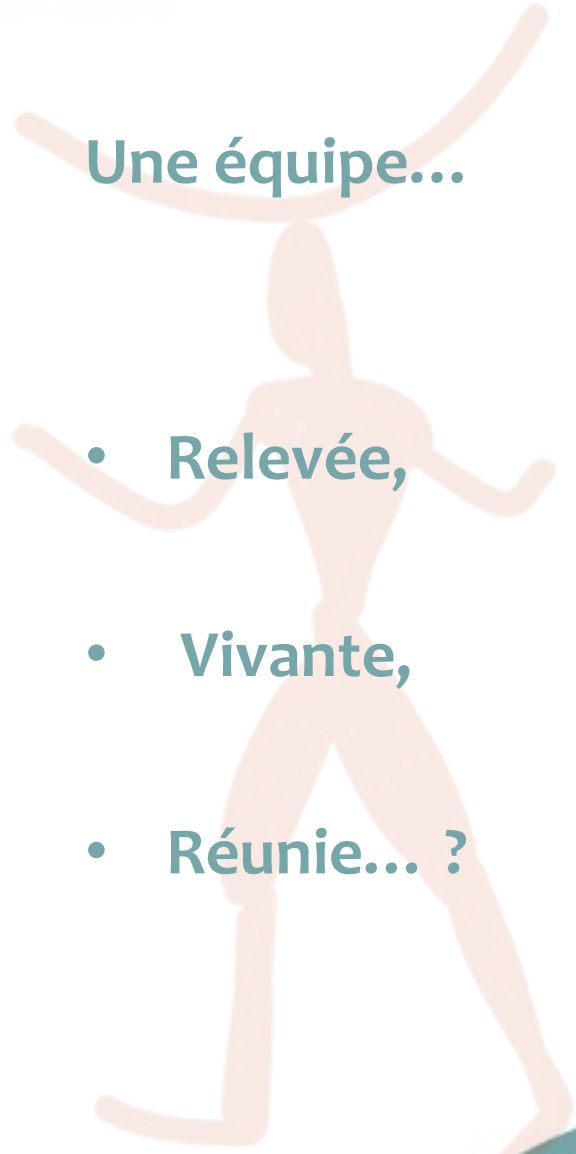 Une équipe…
• Relevée,
• Vivante,
• Réunie… ?